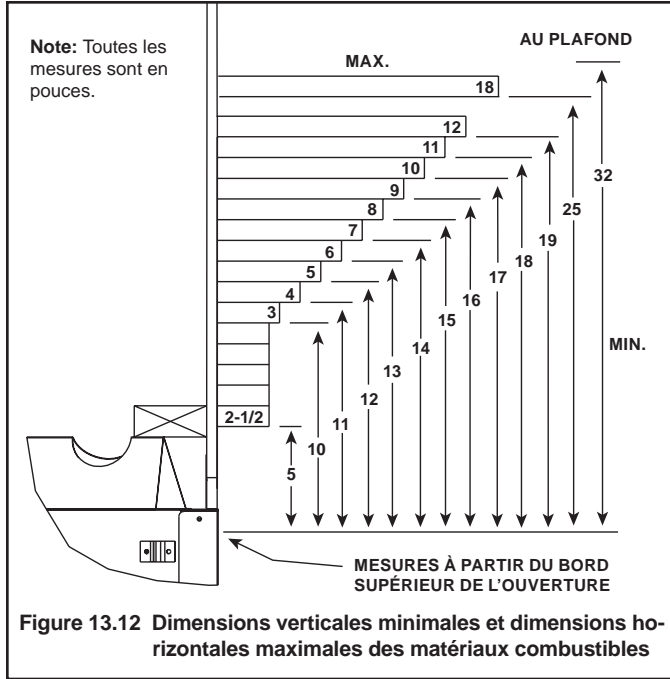 Note: Toutes les
mesures sont en
pouces.
AU PLAFOND
MAX.
18
12
11
10
9
8
7
6
5
4
3
2-1/2
5
10
11
12
13
14
15
16
17
18
19
25
32
MIN.
MESURES À PARTIR DU BORD
SUPÉRIEUR DE L'OUVERTURE
Figure 13.12 Dimensions verticales minimales et dimensions ho-
rizontales maximales des matériaux combustibles